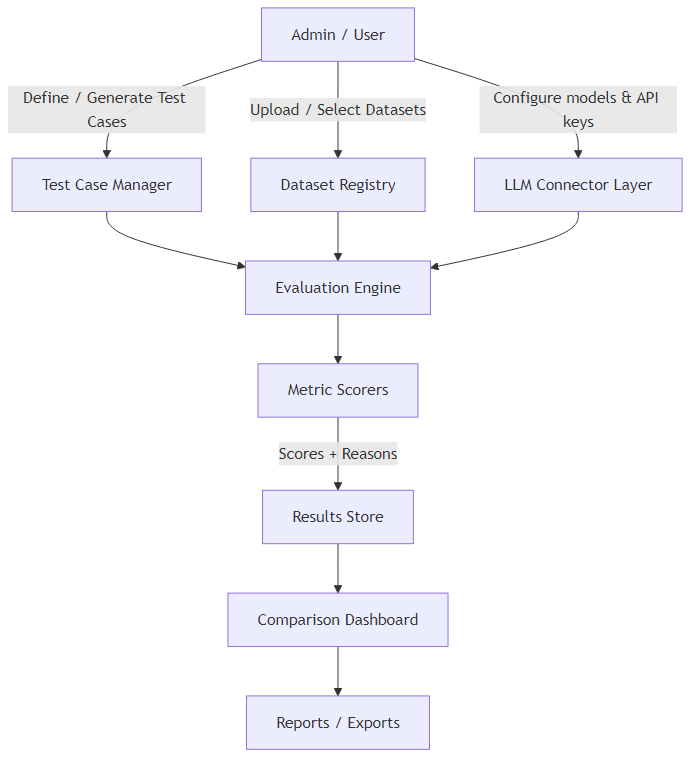 Admin / User
Define / Generate Test
Cases
Upload / Select Datasets
Configure models & API
keys
Test Case Manager
Dataset Registry
LLM Connector Layer
Evaluation Engine
Metric Scorers
Scores + Reasons
Results Store
Comparison Dashboard
Reports / Exports